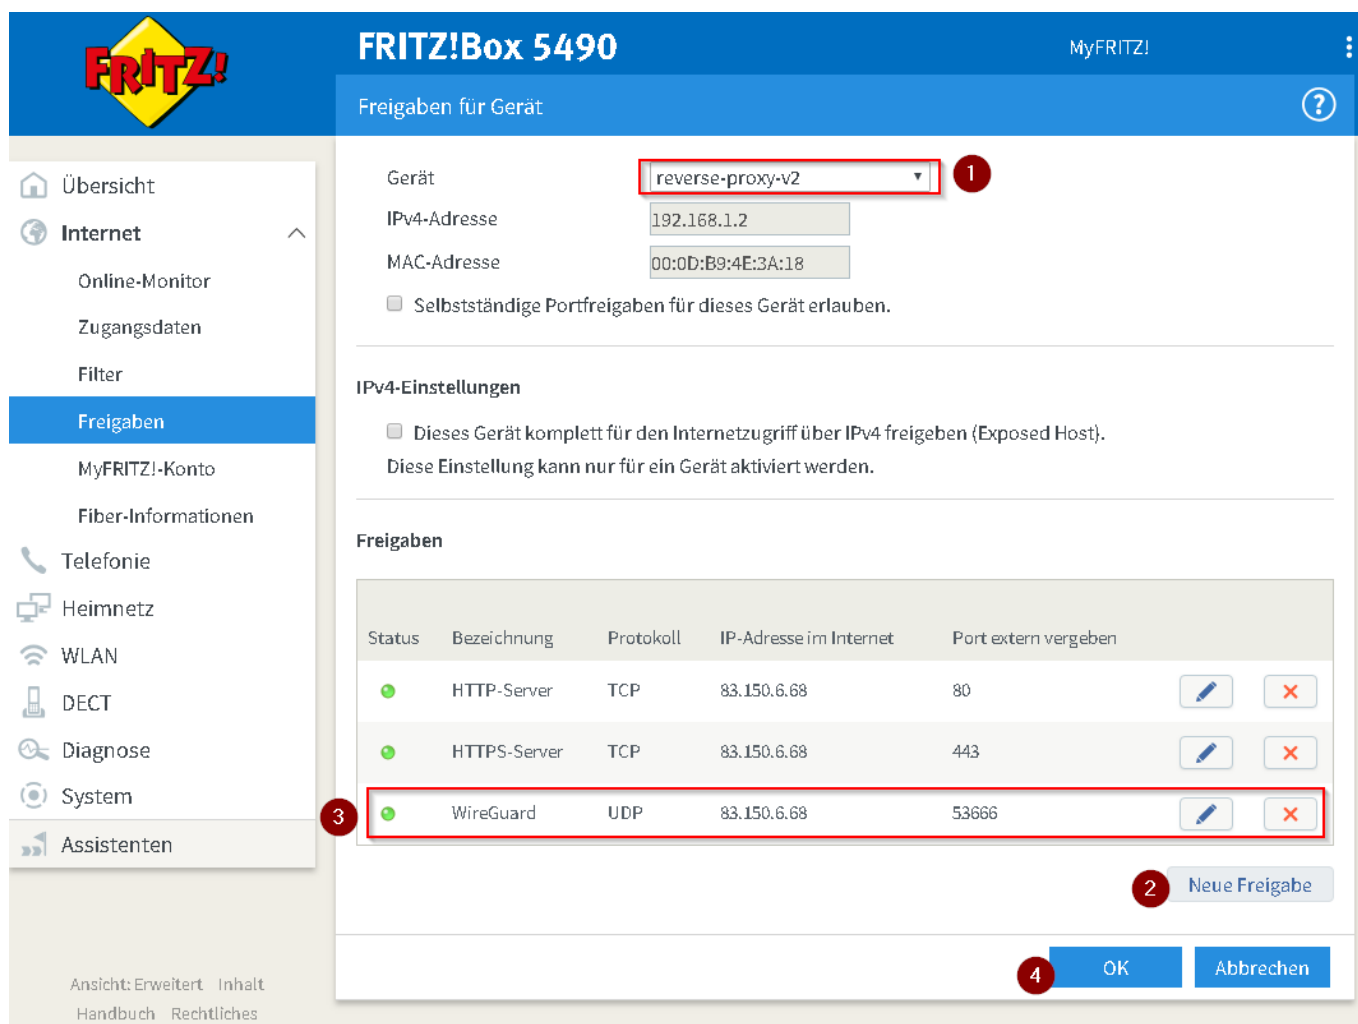 FRITZ!
FRITZ!Box 5490
MyFRITZ!
Freigaben für Gerät
?
Übersicht
Internet
Online-Monitor
Zugangsdaten
Filter
Freigaben
MyFRITZ!-Konto
Fiber-Informationen
Telefonie
Heimnetz
WLAN
DECT
Diagnose
System
Assistenten
Ansicht: Erweitert Inhalt
Handbuch Rechtliches
Gerät reverse-proxy-v2 1
IPv4-Adresse 192.168.1.2
MAC-Adresse 00:0D:B9:4E:3A:18
Selbstständige Portfreigaben für dieses Gerät erlauben.
IPv4-Einstellungen
Dieses Gerät komplett für den Internetzugriff über IPv4 freigeben (Exposed Host).
Diese Einstellung kann nur für ein Gerät aktiviert werden.
Freigaben
Status Bezeichnung Protokoll IP-Adresse im Internet Port extern vergeben
HTTP-Server TCP 83.150.6.68 80
HTTPS-Server TCP 83.150.6.68 443
3 WireGuard UDP 83.150.6.68 53666
2 Neue Freigabe
4 OK Abbrechen